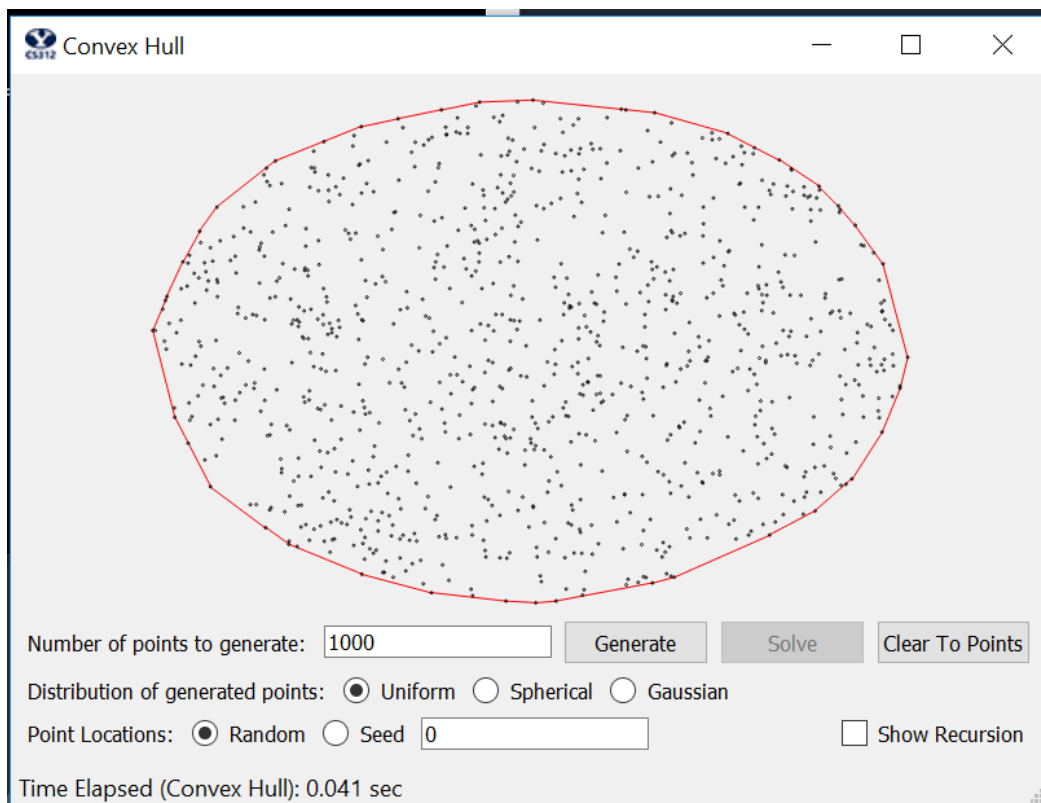 CS312 Convex Hull
Number of points to generate: 1000 Generate Solve Clear To Points
Distribution of generated points: Uniform Spherical Gaussian
Point Locations: Random Seed 0 Show Recursion
Time Elapsed (Convex Hull): 0.041 sec